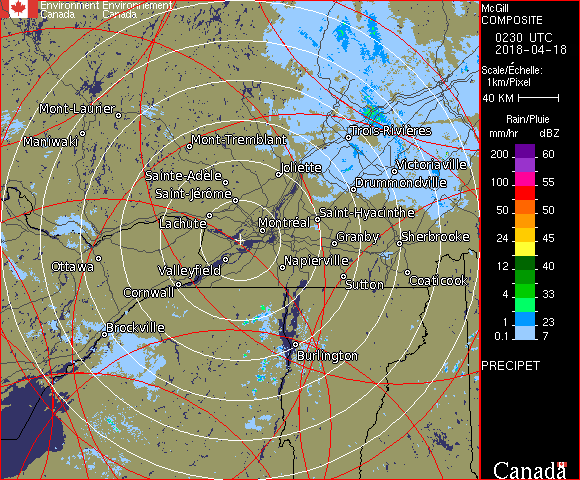 Environment Environnement
Canada Canada
McGill
COMPOSITE
0230 UTC
2018-04-18
Scale/Échelle:
1km/Pixel
40 KM
Rain/Pluie
mm/hr dBZ
200 60
100 55
50 50
24 45
12 40
4 33
1 23
0.1 7
PRECIPET
Canada
Mont-Laurier
Maniwaki
Mont-Tremblant
Trois-Rivières
Joliette
Victoriaville
Sainte-Adèle
Drummondville
Saint-Jérôme
Saint-Hyacinthe
Lachute
Montréal
Granby
Sherbrooke
Ottawa
Valleyfield
Napierville
Sutton
Coaticook
Cornwall
Brockville
Burlington